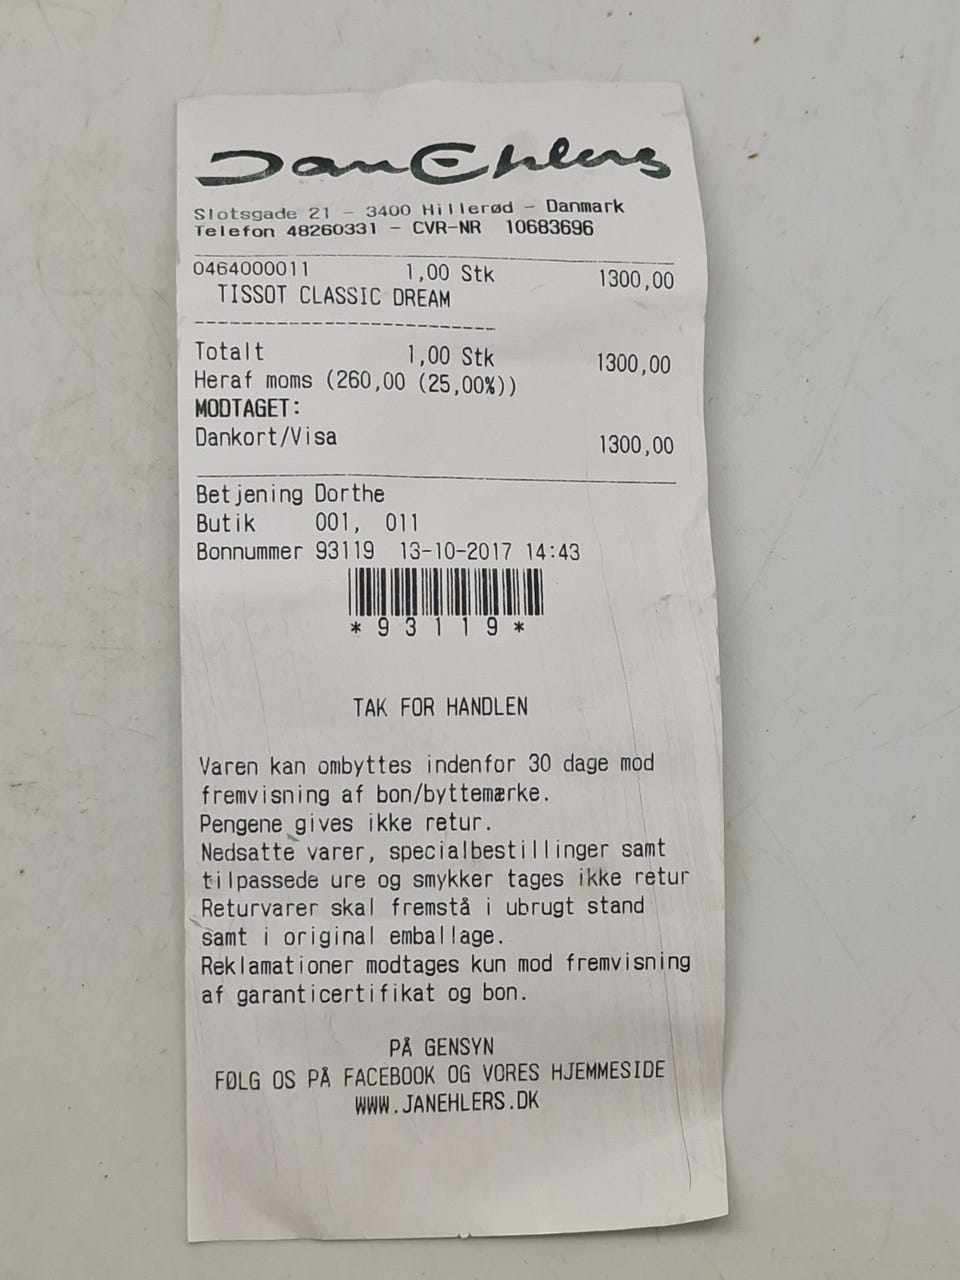 Jan Ehlers
Slotsgade 21 - 3400 Hillerød - Danmark
Telefon 48260331 - CVR-NR 10683696
0464000011 1,00 Stk 1300,00
TISSOT CLASSIC DREAM
Totalt 1,00 Stk 1300,00
Heraf moms (260,00 (25,00%))
MODTAGET:
Dankort/Visa 1300,00
Betjening Dorthe
Butik 001, 011
Bonnummer 93119 13-10-2017 14:43
*93119*
TAK FOR HANDLEN
Varen kan ombyttes indenfor 30 dage mod
fremvisning af bon/byttemærke.
Pengene gives ikke retur.
Nedsatte varer, specialbestillinger samt
tilpassede ure og smykker tages ikke retur
Returvarer skal fremstå i ubrugt stand
samt i original emballage.
Reklamationer modtages kun mod fremvisning
af garanticertifikat og bon.
PÅ GENSYN
FØLG OS PÅ FACEBOOK OG VORES HJEMMESIDE
WWW.JANEHLERS.DK